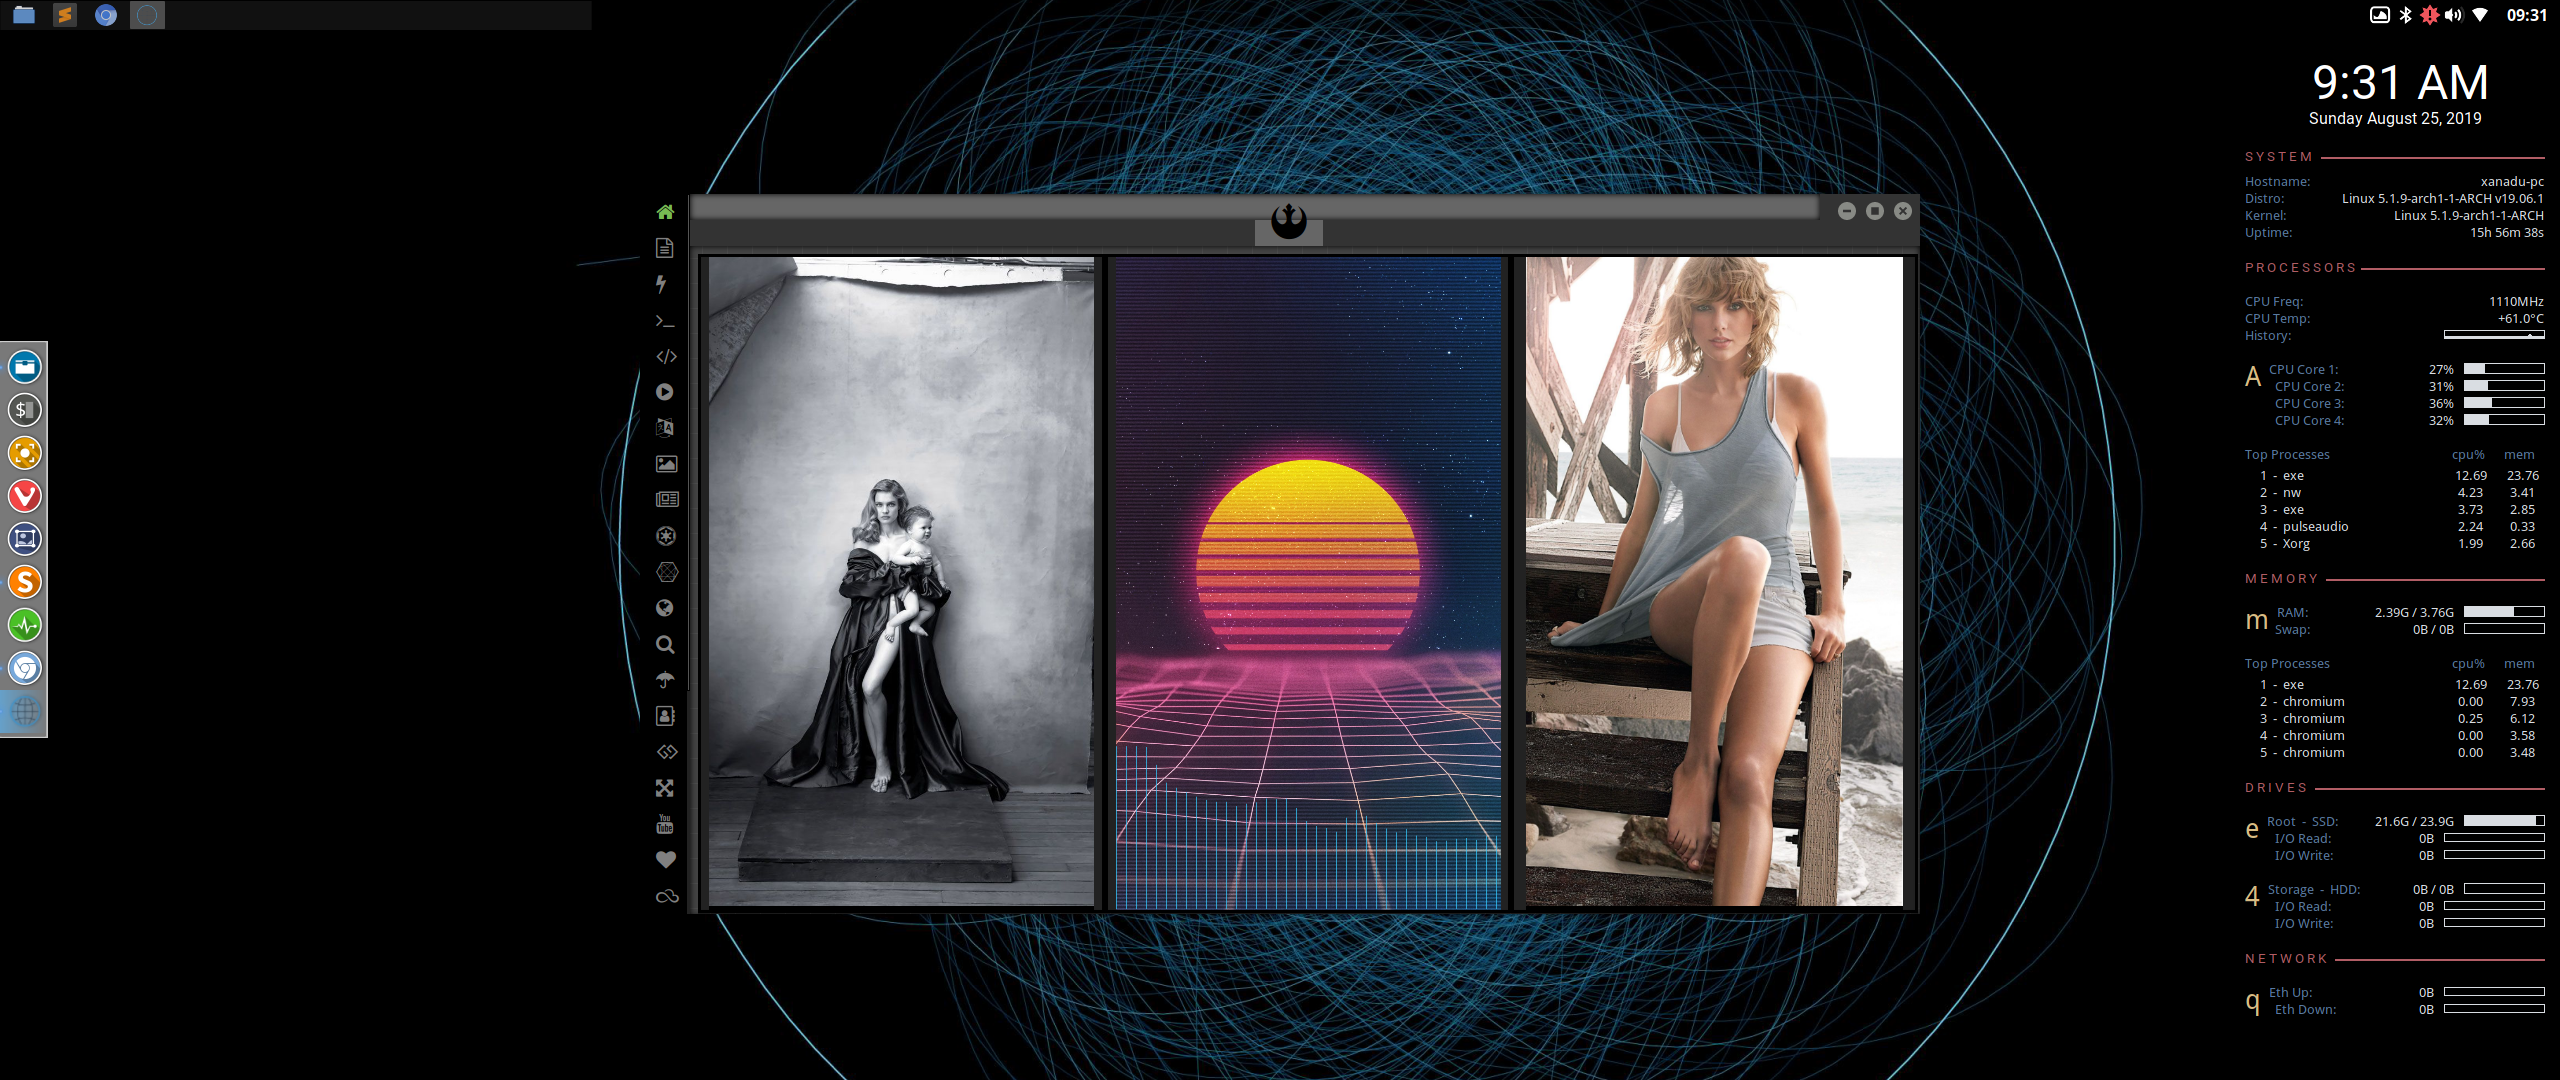 09:31
9:31 AM
Sunday August 25, 2019
SYSTEM
Hostname: xanadu-pc
Distro: Linux 5.1.9-arch1-1-ARCH v19.06.1
Kernel: Linux 5.1.9-arch1-1-ARCH
Uptime: 15h 56m 38s
PROCESSORS
CPU Freq: 1110MHz
CPU Temp: +61.0°C
History:
A CPU Core 1: 27%
CPU Core 2: 31%
CPU Core 3: 36%
CPU Core 4: 32%
Top Processes cpu% mem
1 - exe 12.69 23.76
2 - nw 4.23 3.41
3 - exe 3.73 2.85
4 - pulseaudio 2.24 0.33
5 - Xorg 1.99 2.66
MEMORY
m RAM: 2.39G / 3.76G
Swap: 0B / 0B
Top Processes cpu% mem
1 - exe 12.69 23.76
2 - chromium 0.00 7.93
3 - chromium 0.25 6.12
4 - chromium 0.00 3.58
5 - chromium 0.00 3.48
DRIVES
e Root - SSD: 21.6G / 23.9G
I/O Read: 0B
I/O Write: 0B
4 Storage - HDD: 0B / 0B
I/O Read: 0B
I/O Write: 0B
NETWORK
q Eth Up: 0B
Eth Down: 0B
You
Tube
$
S